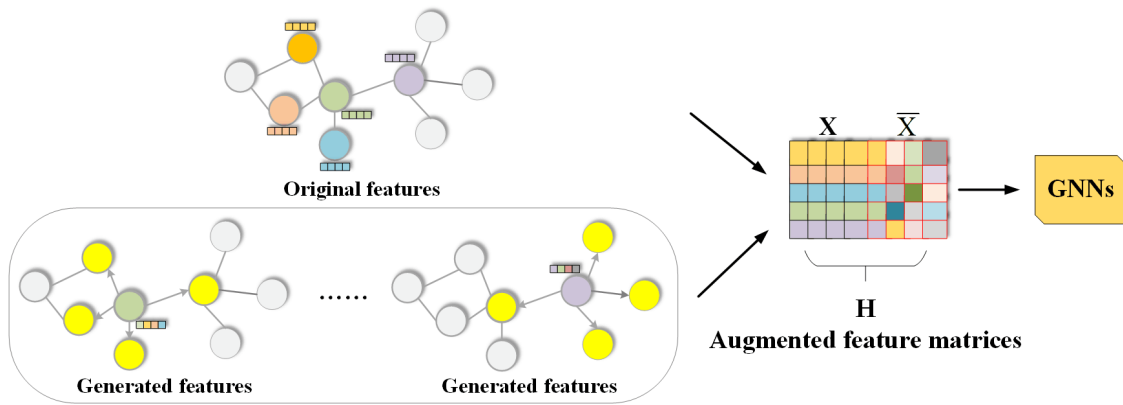 Original features
X X̅
GNNs
......
Generated features Generated features
H
Augmented feature matrices